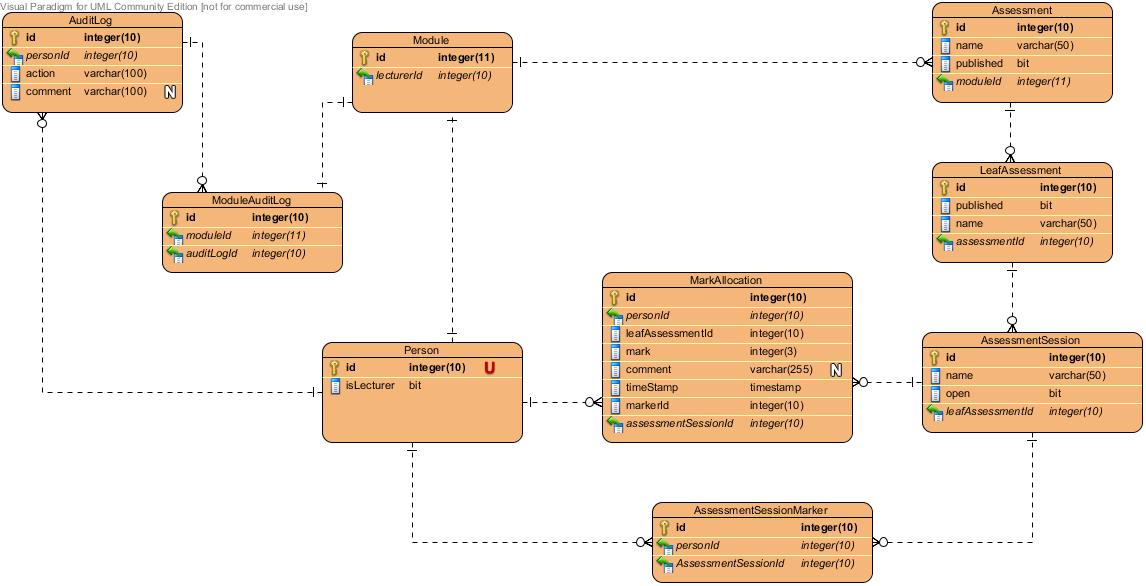 Visual Paradigm for UML Community Edition [not for commercial use]
AuditLog
id integer(10)
personId integer(10)
action varchar(100)
comment varchar(100) N
Module
id integer(11)
lecturerId integer(10)
Assessment
id integer(10)
name varchar(50)
published bit
moduleId integer(11)
ModuleAuditLog
id integer(10)
moduleId integer(11)
auditLogId integer(10)
LeafAssessment
id integer(10)
published bit
name varchar(50)
assessmentId integer(10)
MarkAllocation
id integer(10)
personId integer(10)
leafAssessmentId integer(10)
mark integer(3)
comment varchar(255) N
timeStamp timestamp
markerId integer(10)
assessmentSessionId integer(10)
Person
id integer(10) U
isLecturer bit
AssessmentSession
id integer(10)
name varchar(50)
open bit
leafAssessmentId integer(10)
AssessmentSessionMarker
id integer(10)
personId integer(10)
AssessmentSessionId integer(10)